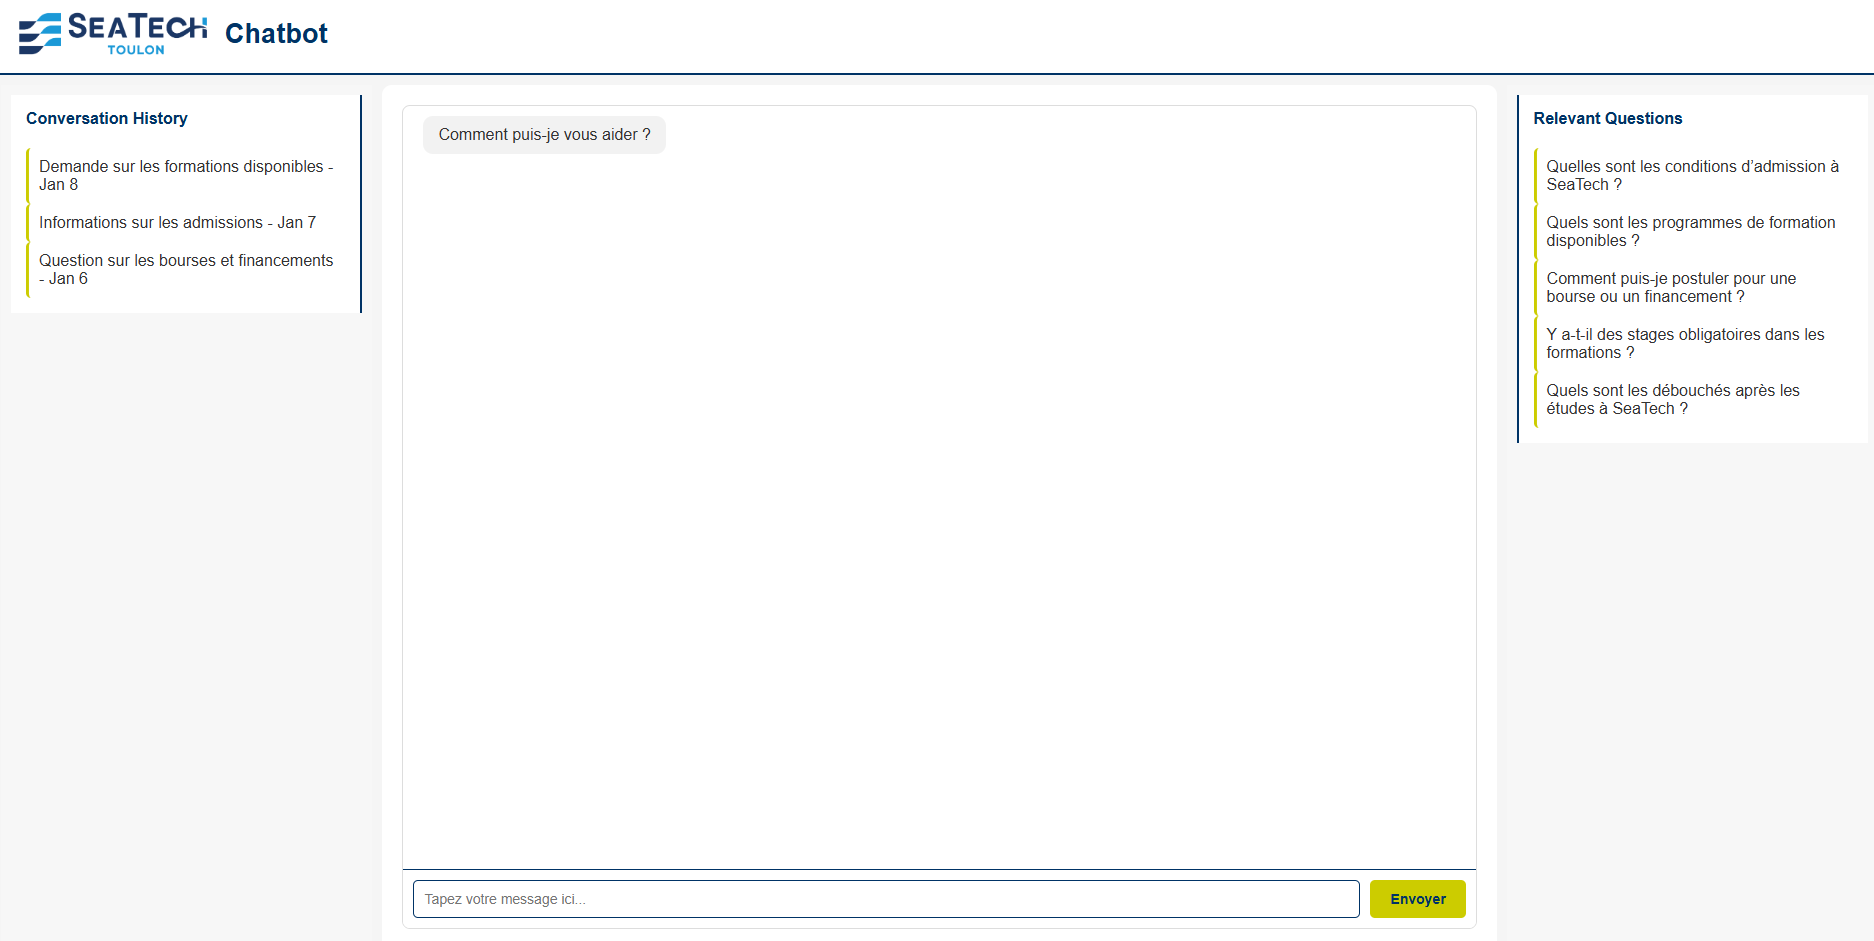 SEATECH
TOULON
Chatbot
Conversation History
Demande sur les formations disponibles -
Jan 8
Informations sur les admissions - Jan 7
Question sur les bourses et financements
- Jan 6
Comment puis-je vous aider ?
Tapez votre message ici...
Envoyer
Relevant Questions
Quelles sont les conditions d’admission à
SeaTech ?
Quels sont les programmes de formation
disponibles ?
Comment puis-je postuler pour une
bourse ou un financement ?
Y a-t-il des stages obligatoires dans les
formations ?
Quels sont les débouchés après les
études à SeaTech ?